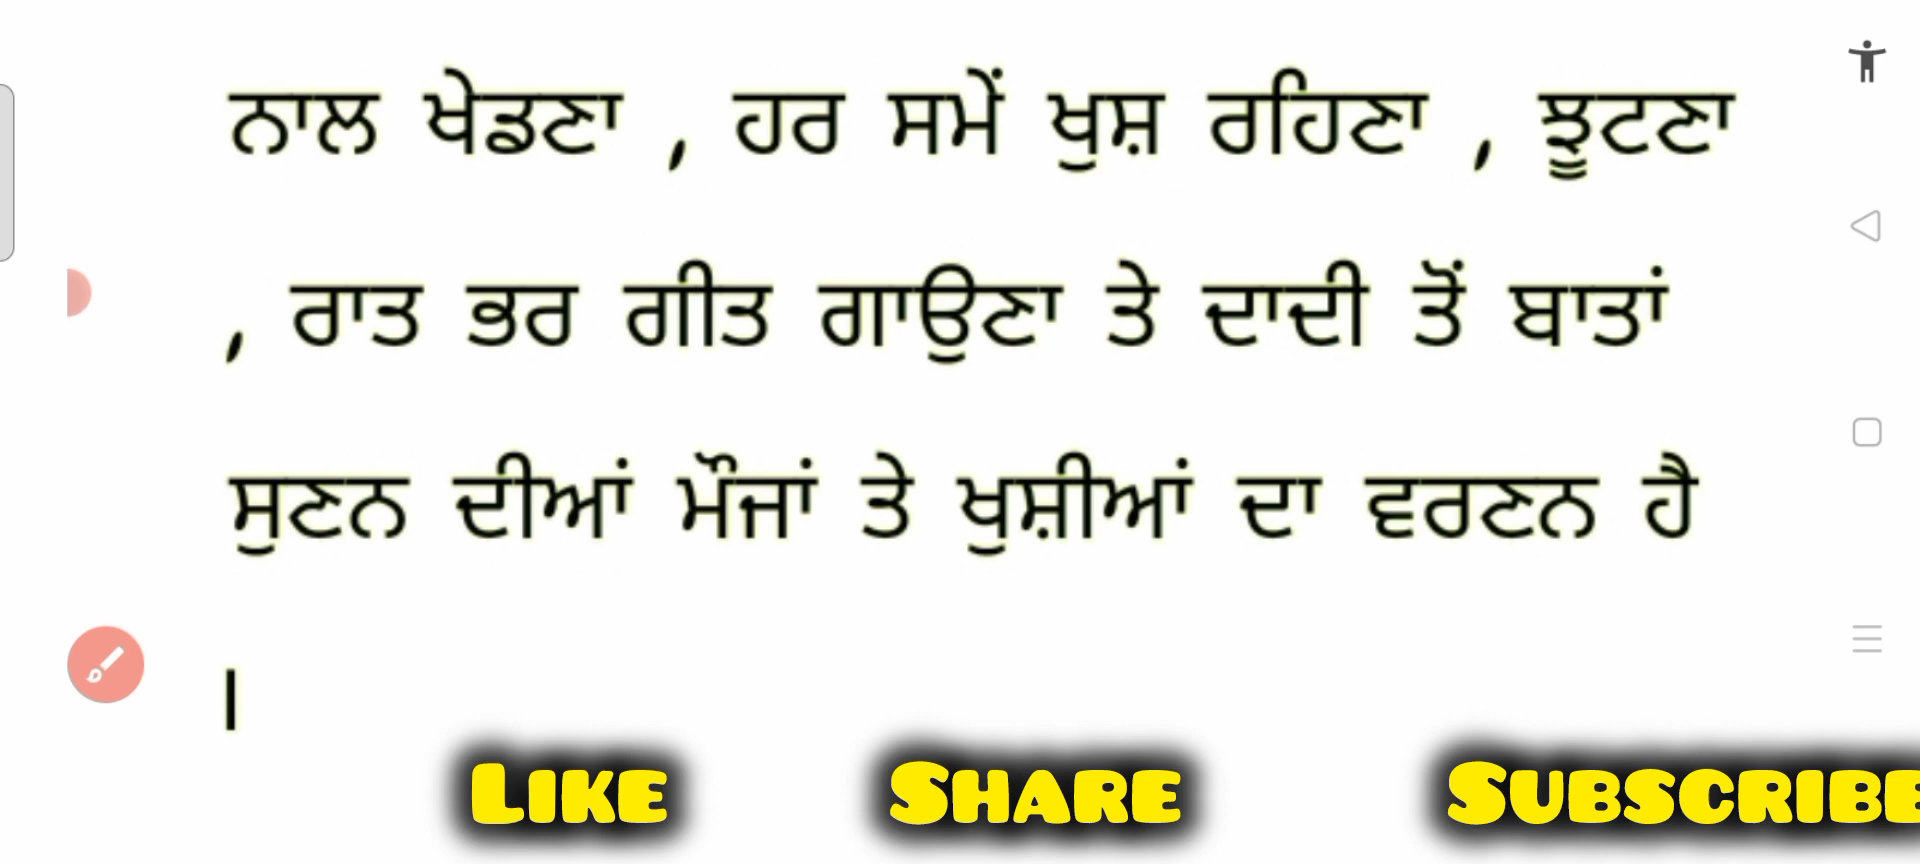 ਨਾਲ ਖੇਡਣਾ , ਹਰ ਸਮੇਂ ਖੁਸ਼ ਰਹਿਣਾ , ਝੂਟਣਾ
, ਰਾਤ ਭਰ ਗੀਤ ਗਾਉਣਾ ਤੇ ਦਾਦੀ ਤੋਂ ਬਾਤਾਂ
ਸੁਣਨ ਦੀਆਂ ਮੌਜਾਂ ਤੇ ਖੁਸ਼ੀਆਂ ਦਾ ਵਰਣਨ ਹੈ
।
LIKE SHARE SUBSCRIBE